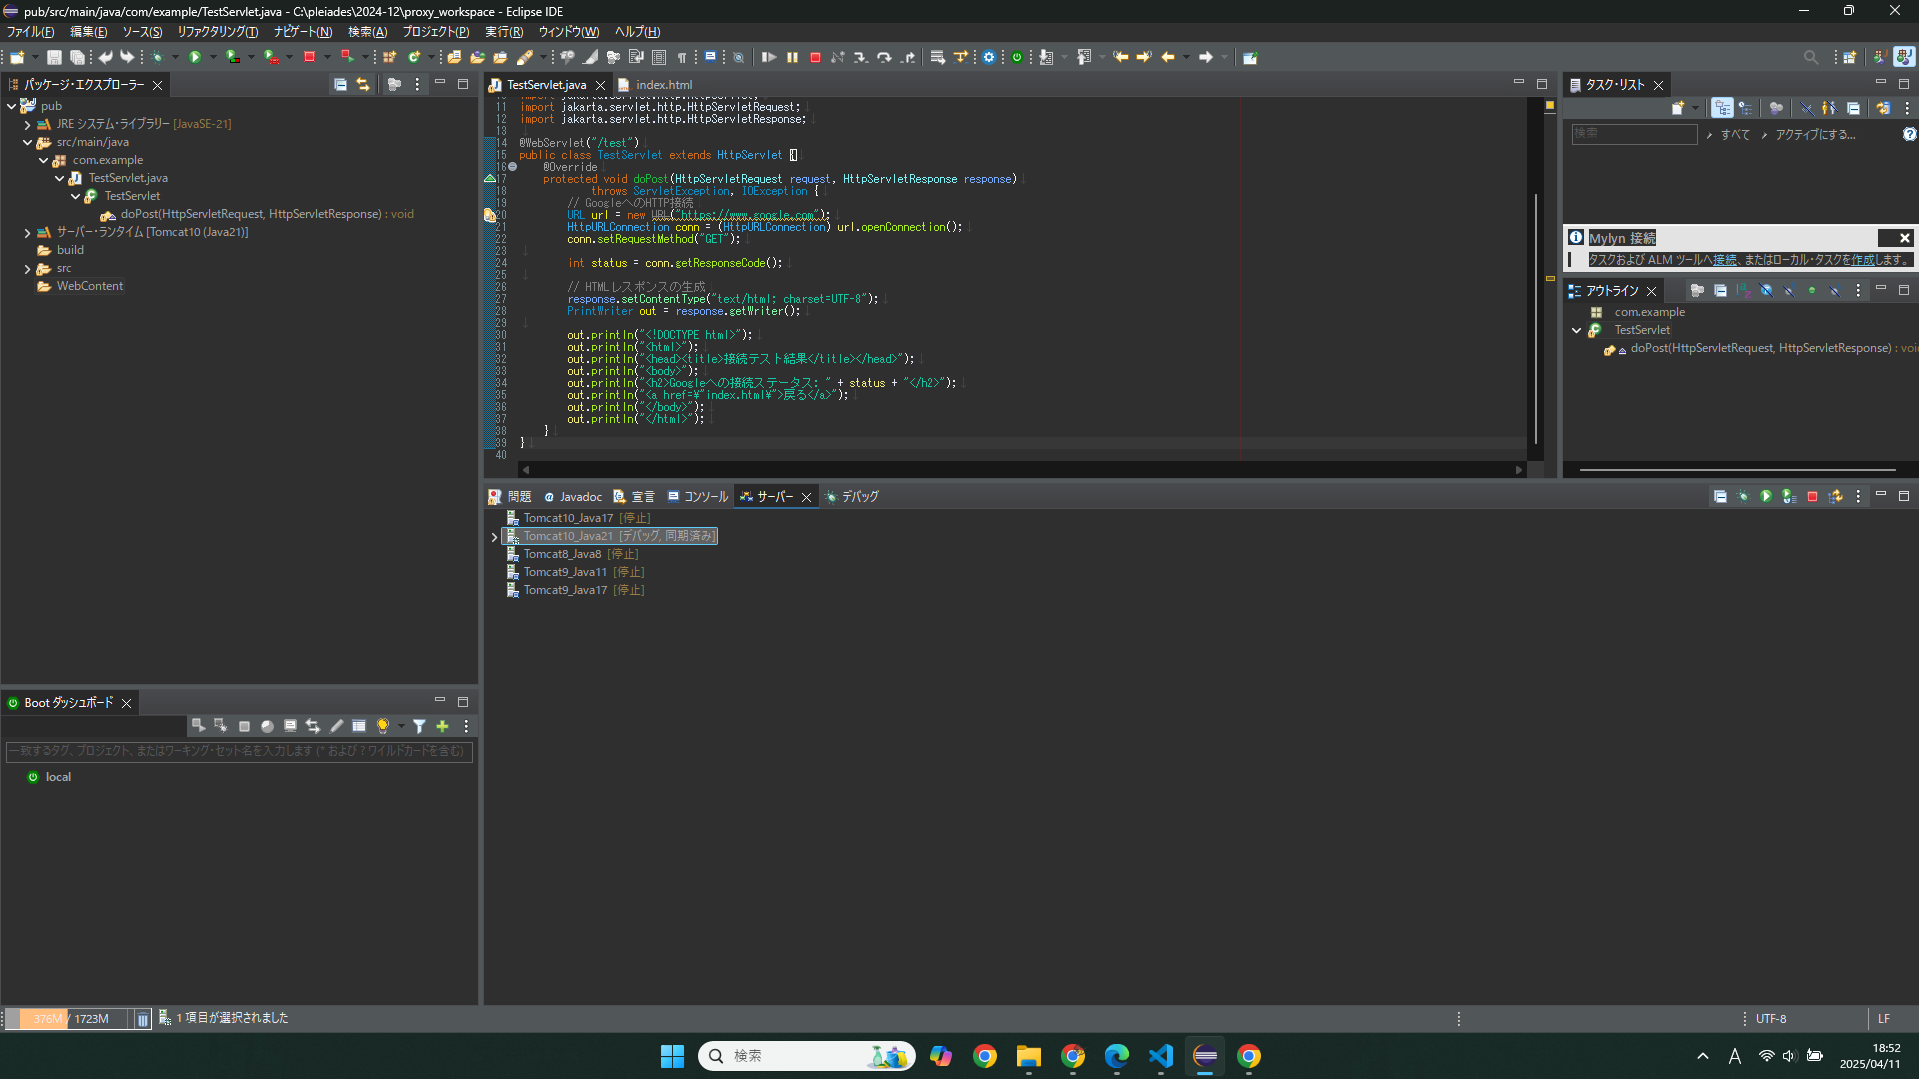 pub/src/main/java/com/example/TestServlet.java - C:\pleiades\2024-12\proxy_workspace - Eclipse IDE
ファイル(F) 編集(E) ソース(S) リファクタリング(T) ナビゲート(N) 検索(A) プロジェクト(P) 実行(R) ウィンドウ(W) ヘルプ(H)
パッケージ・エクスプローラー
pub
JRE システム・ライブラリー [JavaSE-21]
src/main/java
com.example
TestServlet.java
TestServlet
doPost(HttpServletRequest, HttpServletResponse) : void
サーバー・ランタイム [Tomcat10 (Java21)]
build
src
WebContent
Boot ダッシュボード
一致するタグ、プロジェクト、またはワーキング・セット名を入力します (* および ? ワイルドカードを含む)
local
TestServlet.java
index.html
10 import jakarta.servlet.http.HttpServlet;
11 import jakarta.servlet.http.HttpServletRequest;
12 import jakarta.servlet.http.HttpServletResponse;
13
14 @WebServlet("/test")
15 public class TestServlet extends HttpServlet {
16 @Override
17 protected void doPost(HttpServletRequest request, HttpServletResponse response)
18 throws ServletException, IOException {
19 // GoogleへのHTTP接続
20 URL url = new URL("https://www.google.com");
21 HttpURLConnection conn = (HttpURLConnection) url.openConnection();
22 conn.setRequestMethod("GET");
23
24 int status = conn.getResponseCode();
25
26 // HTMLレスポンスの生成
27 response.setContentType("text/html; charset=UTF-8");
28 PrintWriter out = response.getWriter();
29
30 out.println("<!DOCTYPE html>");
31 out.println("<html>");
32 out.println("<head><title>接続テスト結果</title></head>");
33 out.println("<body>");
34 out.println("<h2>Googleへの接続ステータス: " + status + "</h2>");
35 out.println("<a href=¥"index.html¥">戻る</a>");
36 out.println("</body>");
37 out.println("</html>");
38 }
39 }
40
問題 Javadoc 宣言 コンソール サーバー デバッグ
Tomcat10_Java17 [停止]
Tomcat10_Java21 [デバッグ, 同期済み]
Tomcat8_Java8 [停止]
Tomcat9_Java11 [停止]
Tomcat9_Java17 [停止]
タスク・リスト
検索
すべて
アクティブにする...
Mylyn 接続
タスクおよび ALM ツールへ接続、またはローカル・タスクを作成します。
アウトライン
com.example
TestServlet
doPost(HttpServletRequest, HttpServletResponse) : voi
376M / 1723M
1 項目が選択されました
UTF-8
LF
検索
A
18:52
2025/04/11